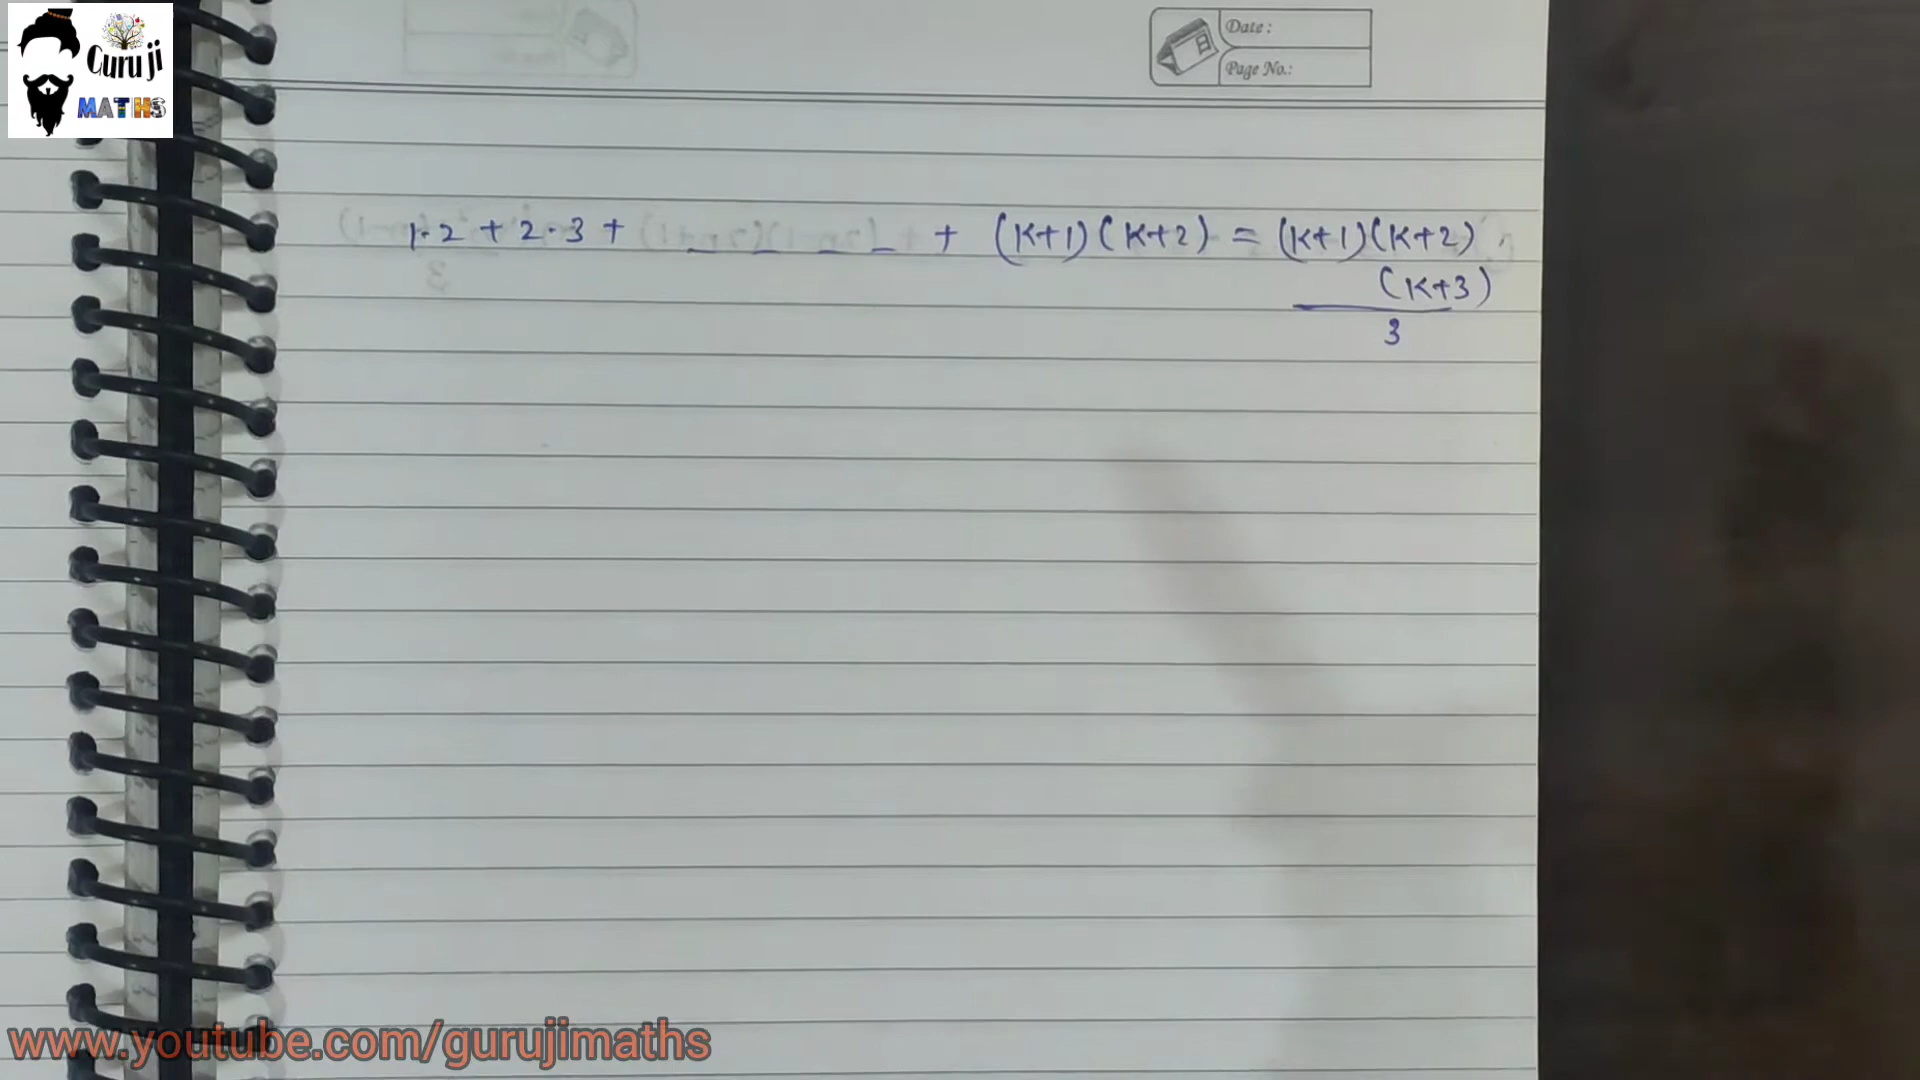 Guru ji
MATHS
Date :
Page No.:
1·2 + 2·3 + _ _ _ _ + (K+1)(K+2) = (K+1)(K+2)
(K+3)
3
www.youtube.com/gurujimaths